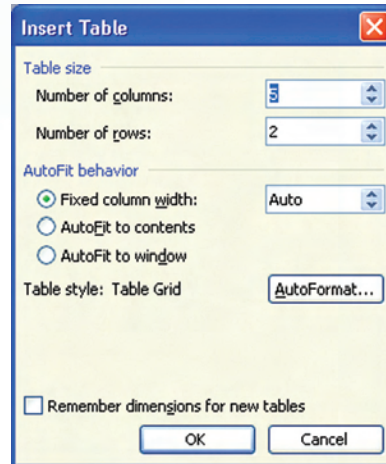 Insert Table
Table size
Number of columns: 5
Number of rows: 2
AutoFit behavior
Fixed column width: Auto
AutoFit to contents
AutoFit to window
Table style: Table Grid AutoFormat...
Remember dimensions for new tables
OK Cancel